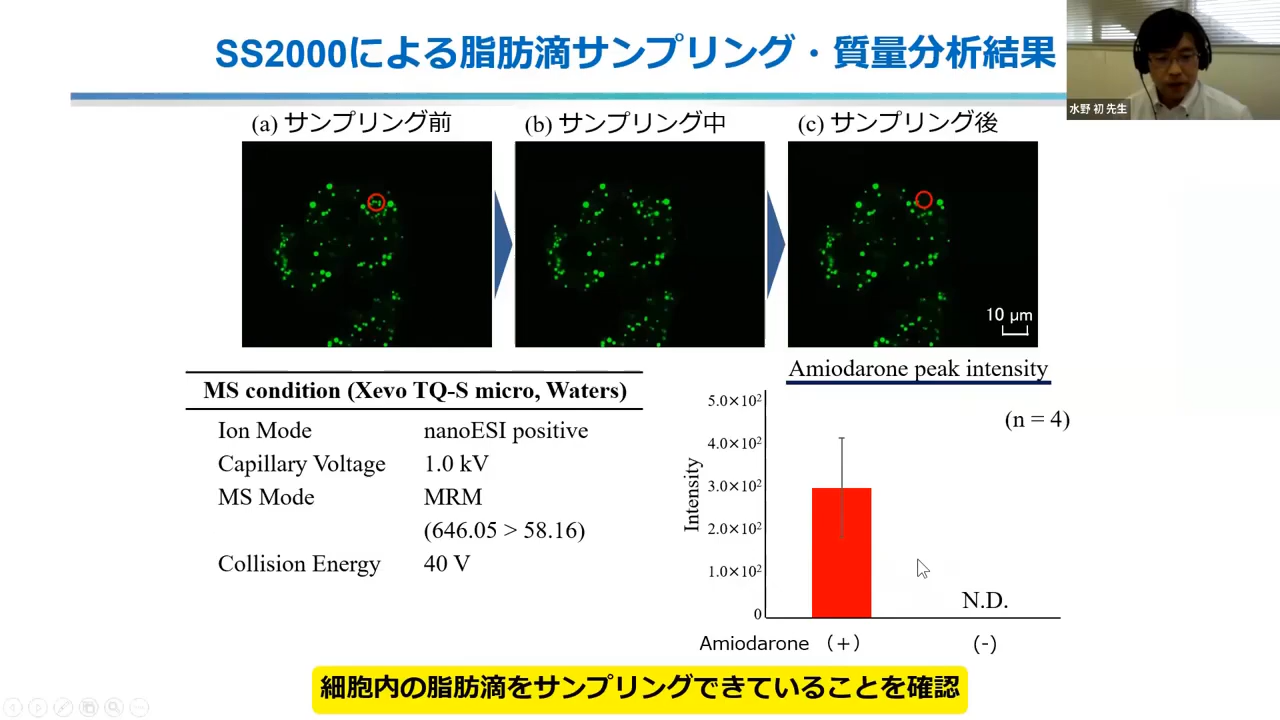 SS2000による脂肪滴サンプリング・質量分析結果
水野 初 先生
(a) サンプリング前
(b) サンプリング中
(c) サンプリング後
10 μm
MS condition (Xevo TQ-S micro, Waters)
Ion Mode nanoESI positive
Capillary Voltage 1.0 kV
MS Mode MRM
(646.05 > 58.16)
Collision Energy 40 V
Amiodarone peak intensity
(n = 4)
Intensity
5.0×10²
4.0×10²
3.0×10²
2.0×10²
1.0×10²
0
N.D.
Amiodarone （+） (-)
細胞内の脂肪滴をサンプリングできていることを確認